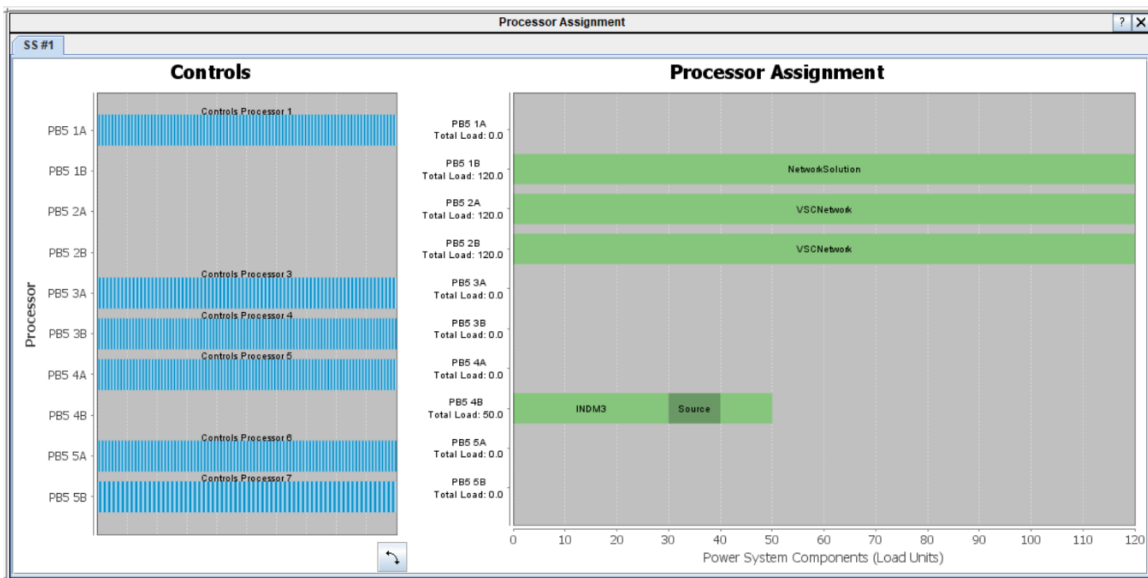 Processor Assignment
?
X
SS #1
Controls
Processor
PB5 1A
PB5 1B
PB5 2A
PB5 2B
PB5 3A
PB5 3B
PB5 4A
PB5 4B
PB5 5A
PB5 5B
Controls Processor 1
Controls Processor 3
Controls Processor 4
Controls Processor 5
Controls Processor 6
Controls Processor 7
Processor Assignment
PB5 1A
Total Load: 0.0
PB5 1B
Total Load: 120.0
NetworkSolution
PB5 2A
Total Load: 120.0
VSCNetwork
PB5 2B
Total Load: 120.0
VSCNetwork
PB5 3A
Total Load: 0.0
PB5 3B
Total Load: 0.0
PB5 4A
Total Load: 0.0
PB5 4B
Total Load: 50.0
INDM3 Source
PB5 5A
Total Load: 0.0
PB5 5B
Total Load: 0.0
0 10 20 30 40 50 60 70 80 90 100 110 120
Power System Components (Load Units)